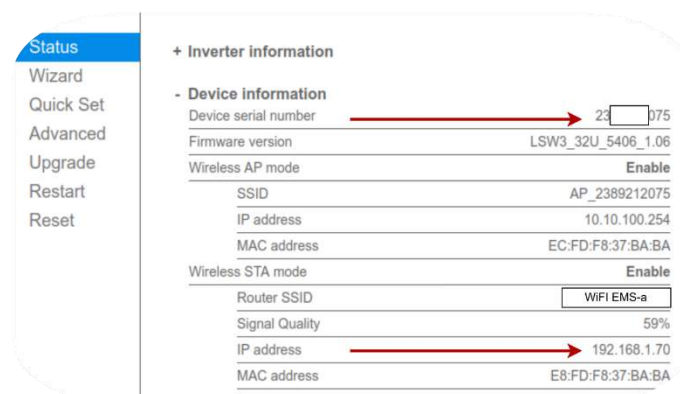 Status
Wizard
Quick Set
Advanced
Upgrade
Restart
Reset
+ Inverter information
- Device information
Device serial number 23 075
Firmware version LSW3_32U_5406_1.06
Wireless AP mode Enable
SSID AP_2389212075
IP address 10.10.100.254
MAC address EC:FD:F8:37:BA:BA
Wireless STA mode Enable
Router SSID WiFI EMS-a
Signal Quality 59%
IP address 192.168.1.70
MAC address E8:FD:F8:37:BA:BA